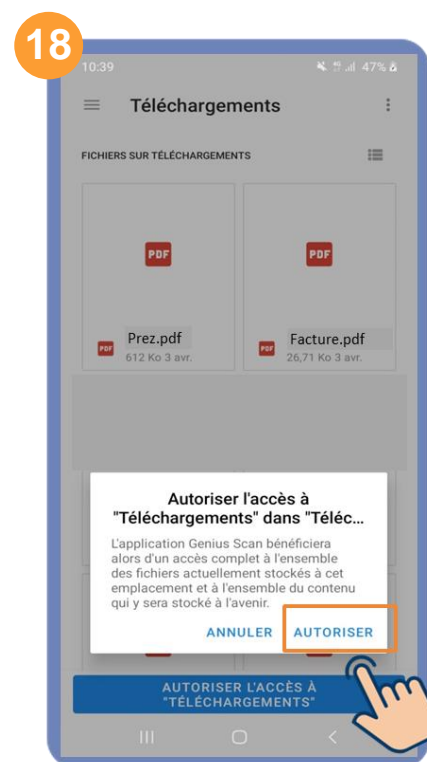 18
10:39
47%
Téléchargements
FICHIERS SUR TÉLÉCHARGEMENTS
PDF
PDF
PDF
Prez.pdf
612 Ko 3 avr.
PDF
Facture.pdf
26,71 Ko 3 avr.
Autoriser l'accès à
"Téléchargements" dans "Téléc...
L'application Genius Scan bénéficiera
alors d'un accès complet à l'ensemble
des fichiers actuellement stockés à cet
emplacement et à l'ensemble du contenu
qui y sera stocké à l'avenir.
ANNULER AUTORISER
AUTORISER L'ACCÈS À
"TÉLÉCHARGEMENTS"